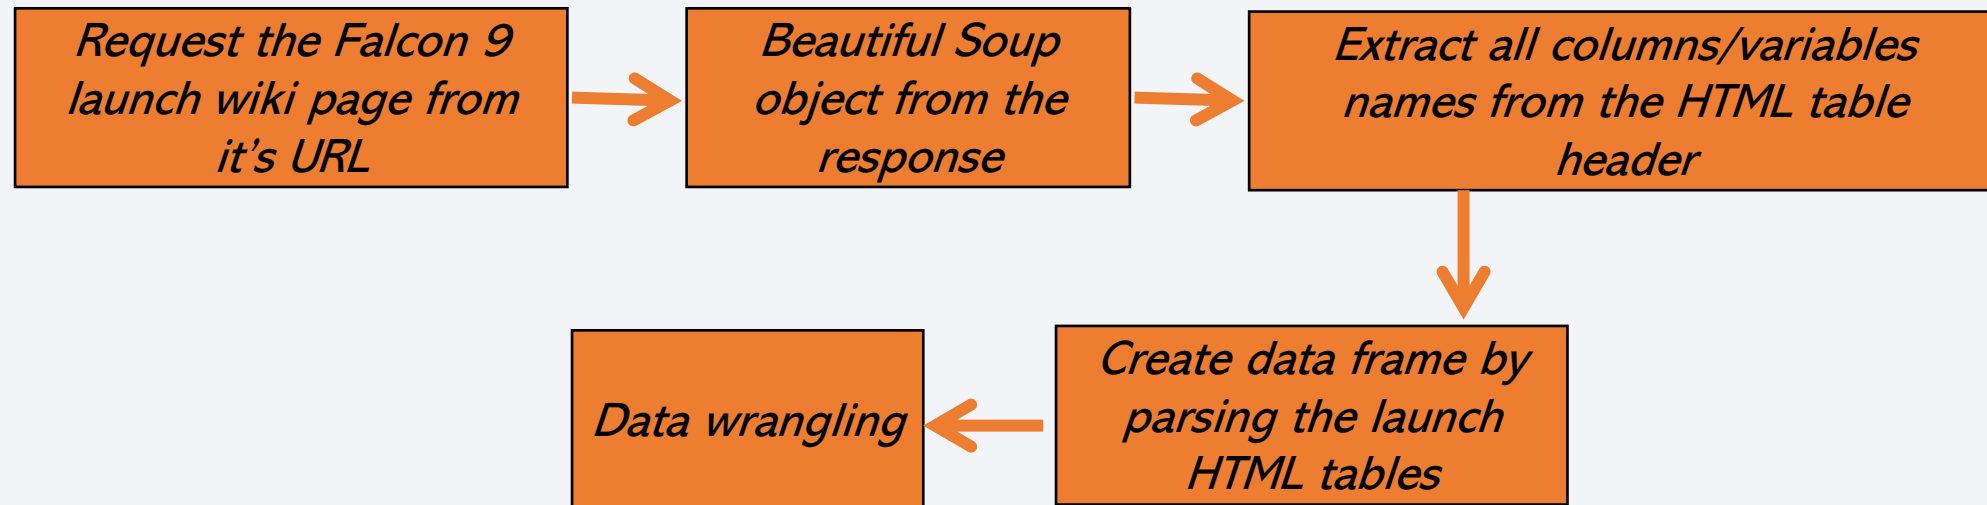 Request the Falcon 9
launch wiki page from
it’s URL
Beautiful Soup
object from the
response
Extract all columns/variables
names from the HTML table
header
Create data frame by
parsing the launch
HTML tables
Data wrangling